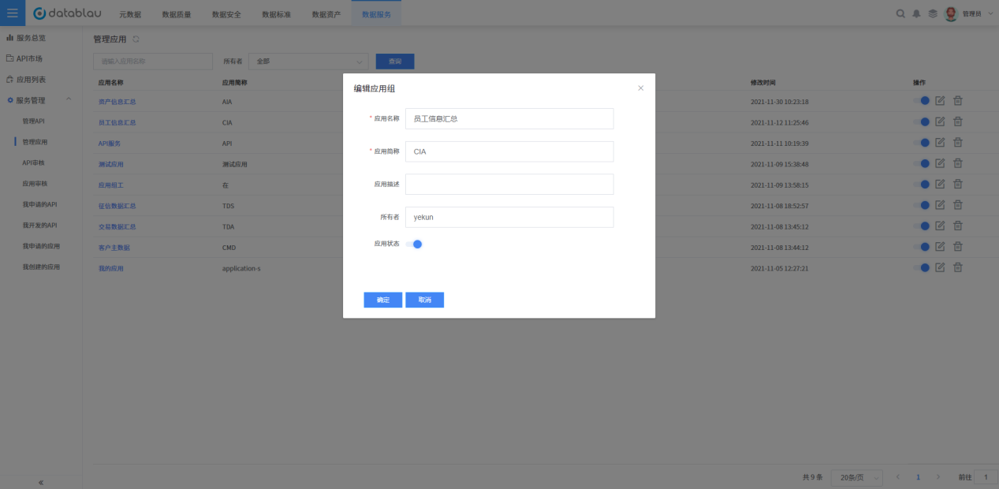 datablau 元数据 数据质量 数据安全 数据标准 数据资产 数据服务 管理员
服务总览
API市场
应用列表
服务管理
管理API
管理应用
API审核
应用审核
我申请的API
我开发的API
我申请的应用
我创建的应用
«
管理应用
请输入应用名称 所有者 全部 查询
应用名称 应用简称 修改时间 操作
资产信息汇总 AIA 2021-11-30 10:23:18
员工信息汇总 CIA 2021-11-12 11:25:46
API服务 API 2021-11-11 10:19:39
测试应用 测试应用 2021-11-09 15:38:48
应用组工 在 2021-11-09 13:58:15
征信数据汇总 TDS 2021-11-08 18:52:57
交易数据汇总 TDA 2021-11-08 13:45:12
客户主数据 CMD 2021-11-08 13:44:12
我的应用 application-s 2021-11-05 12:27:21
编辑应用组
* 应用名称 员工信息汇总
* 应用简称 CIA
应用描述
所有者 yekun
应用状态
确定 取消
共 9 条 20条/页 1 前往 1